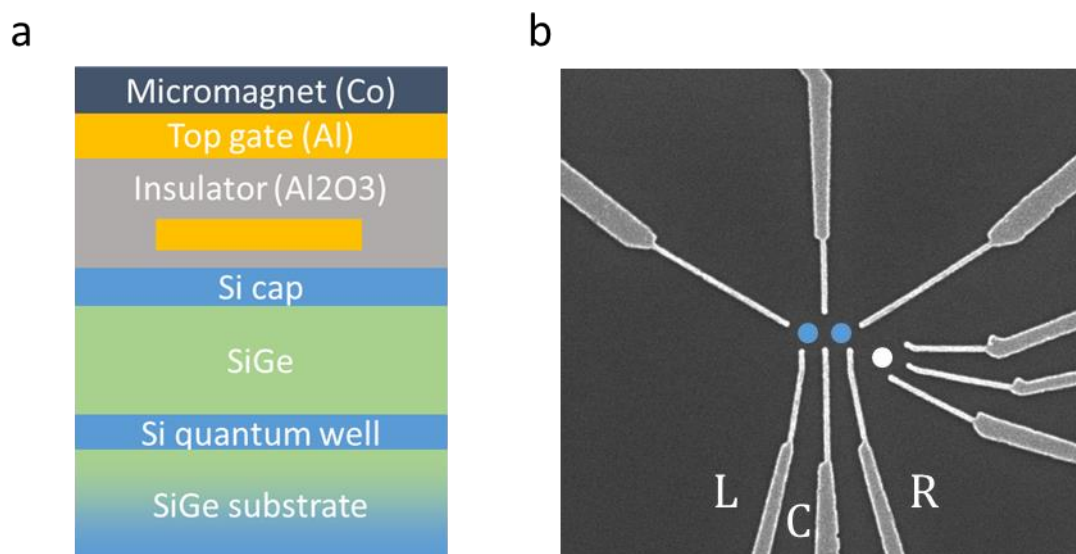 a
Micromagnet (Co)
Top gate (Al)
Insulator (Al2O3)
Si cap
SiGe
Si quantum well
SiGe substrate
b
L
C
R